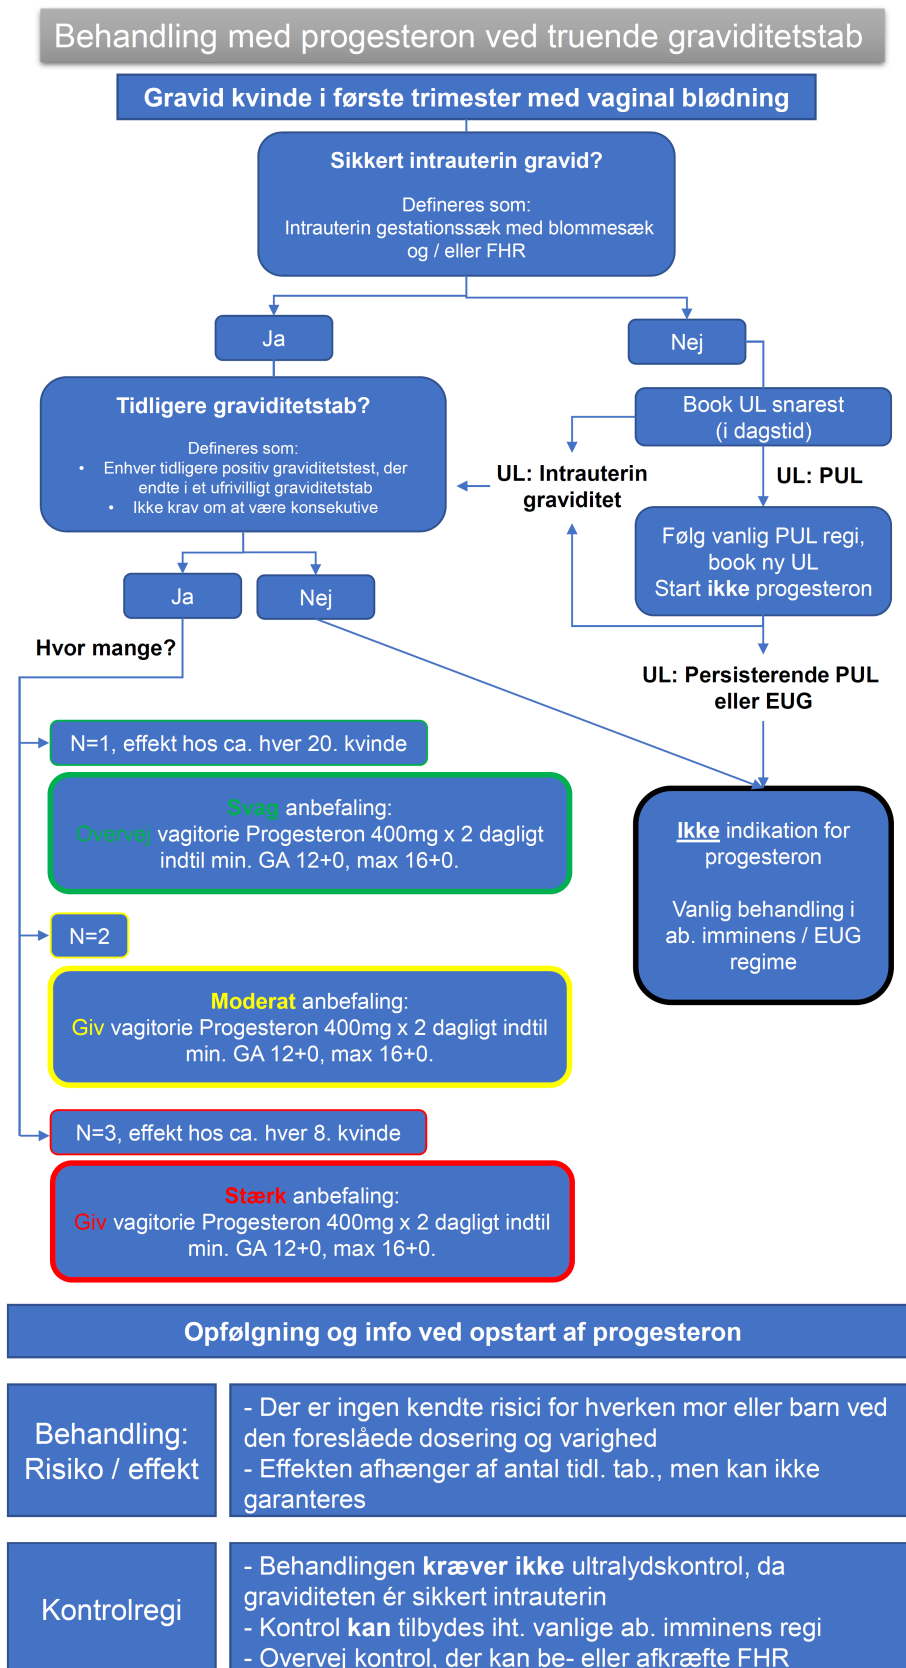 Behandling med progesteron ved truende graviditetstab
Gravid kvinde i første trimester med vaginal blødning
Sikkert intrauterin gravid?
Defineres som:
Intrauterin gestationssæk med blommesæk
og / eller FHR
Ja
Nej
Tidligere graviditetstab?
Defineres som:
• Enhver tidligere positiv graviditetstest, der
endte i et ufrivilligt graviditetstab
• Ikke krav om at være konsekutive
Book UL snarest
(i dagstid)
UL: Intrauterin
graviditet
UL: PUL
Følg vanlig PUL regi,
book ny UL
Start ikke progesteron
Ja
Nej
Hvor mange?
UL: Persisterende PUL
eller EUG
N=1, effekt hos ca. hver 20. kvinde
Svag anbefaling:
Overvej vagitorie Progesteron 400mg x 2 dagligt
indtil min. GA 12+0, max 16+0.
Ikke indikation for
progesteron
Vanlig behandling i
ab. imminens / EUG
regime
N=2
Moderat anbefaling:
Giv vagitorie Progesteron 400mg x 2 dagligt indtil
min. GA 12+0, max 16+0.
N=3, effekt hos ca. hver 8. kvinde
Stærk anbefaling:
Giv vagitorie Progesteron 400mg x 2 dagligt indtil
min. GA 12+0, max 16+0.
Opfølgning og info ved opstart af progesteron
Behandling:
Risiko / effekt
- Der er ingen kendte risici for hverken mor eller barn ved
den foreslåede dosering og varighed
- Effekten afhænger af antal tidl. tab., men kan ikke
garanteres
Kontrolregi
- Behandlingen kræver ikke ultralydskontrol, da
graviditeten ér sikkert intrauterin
- Kontrol kan tilbydes iht. vanlige ab. imminens regi
- Overvej kontrol, der kan be- eller afkræfte FHR